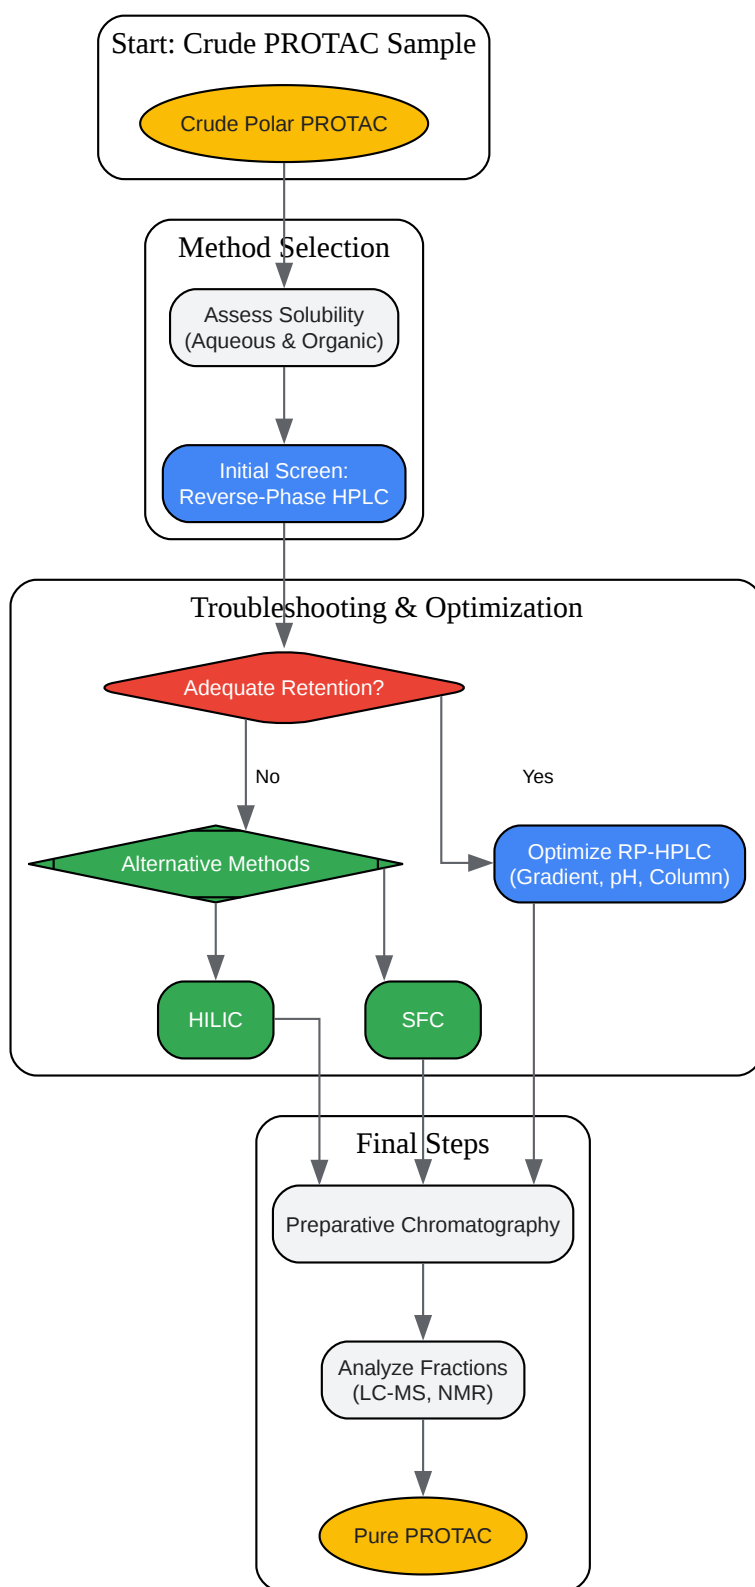 Start: Crude PROTAC Sample
Crude Polar PROTAC
Method Selection
Assess Solubility
(Aqueous & Organic)
Initial Screen:
Reverse-Phase HPLC
Troubleshooting & Optimization
Adequate Retention?
No
Yes
Alternative Methods
Optimize RP-HPLC
(Gradient, pH, Column)
HILIC
SFC
Final Steps
Preparative Chromatography
Analyze Fractions
(LC-MS, NMR)
Pure PROTAC